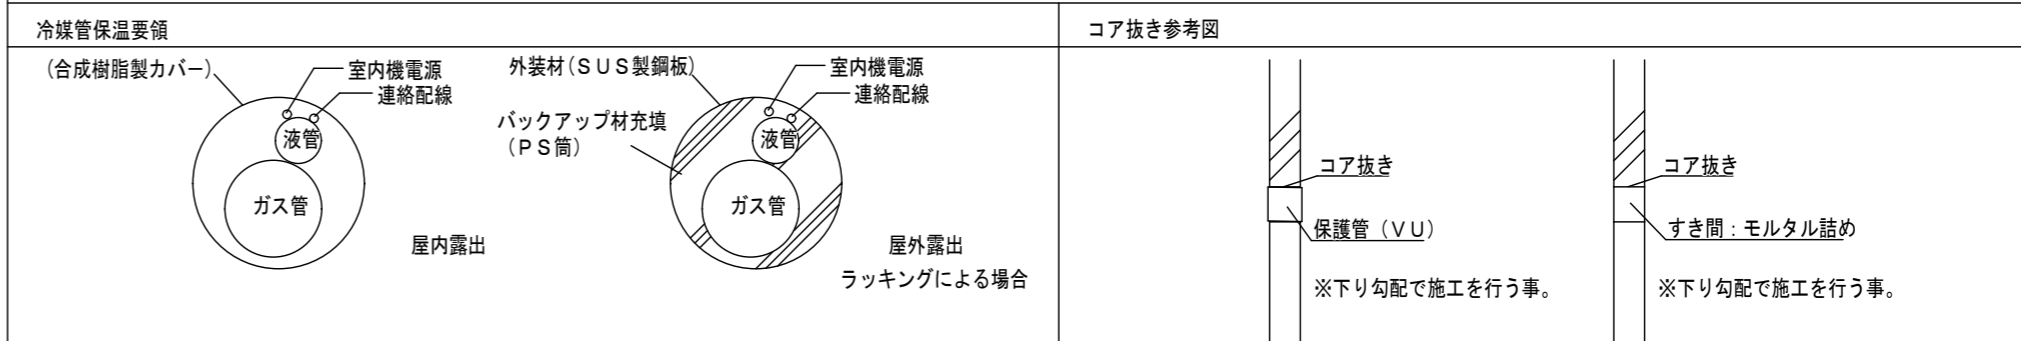 冷媒管保温要領
(合成樹脂製カバー)
室内機電源
連絡配線
液管
ガス管
屋内露出
外装材(ＳＵＳ製鋼板)
バックアップ材充填
（ＰＳ筒）
室内機電源
連絡配線
液管
ガス管
屋外露出
ラッキングによる場合
コア抜き参考図
コア抜き
保護管（ＶＵ）
※下り勾配で施工を行う事。
コア抜き
すき間：モルタル詰め
※下り勾配で施工を行う事。